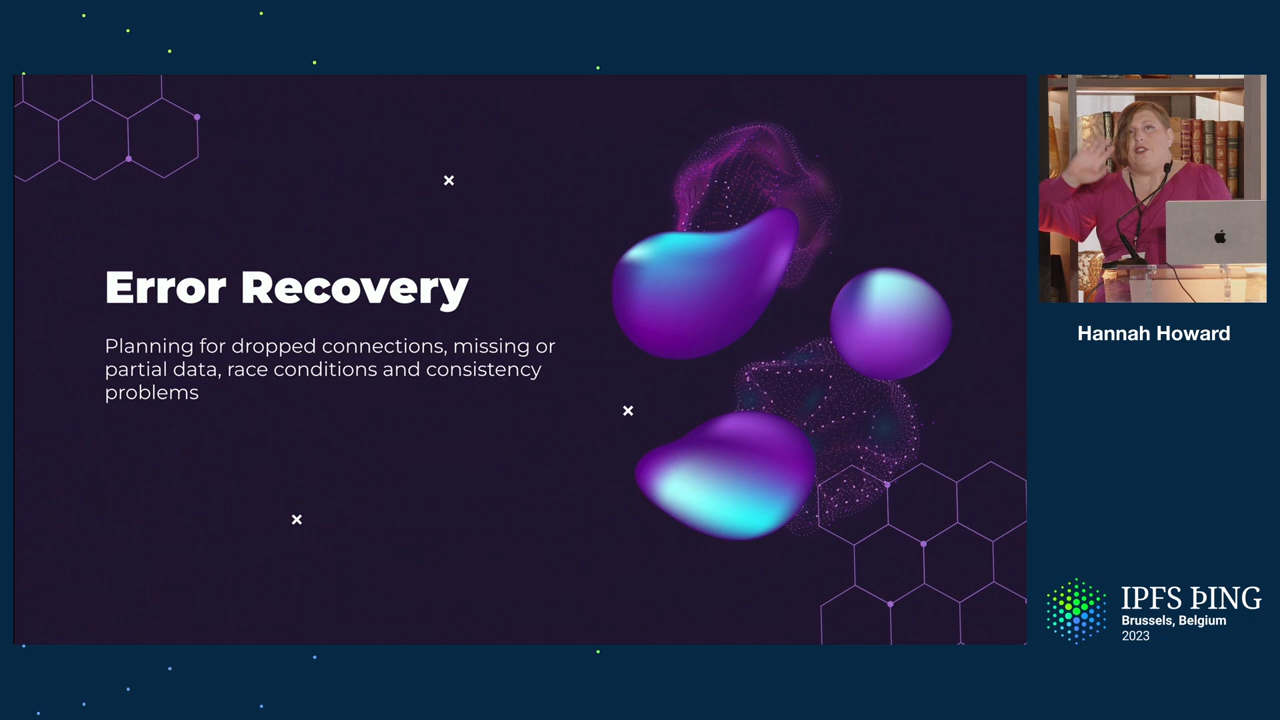 Error Recovery
Planning for dropped connections, missing or
partial data, race conditions and consistency
problems
Hannah Howard
IPFS ÞING
Brussels, Belgium
2023